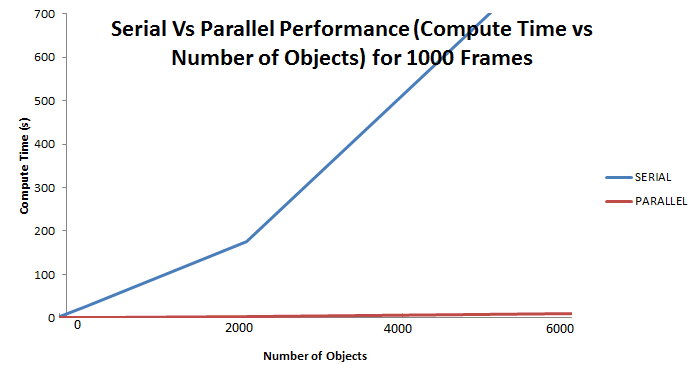 Serial Vs Parallel Performance (Compute Time vs
Number of Objects) for 1000 Frames
700
600
500
400
300
200
100
0
Compute Time (s)
0
2000
4000
6000
Number of Objects
SERIAL
PARALLEL